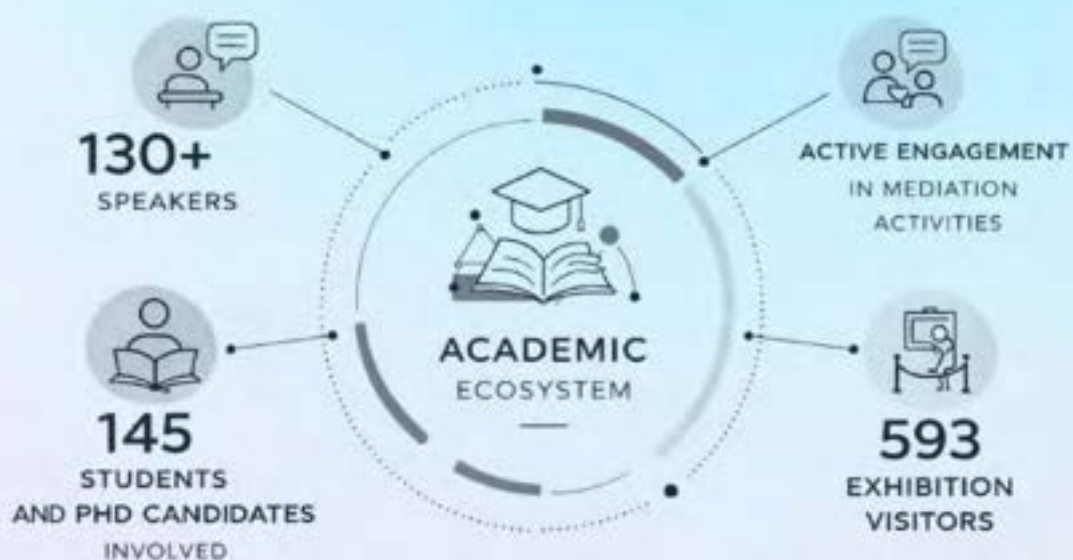 130+
SPEAKERS
ACTIVE ENGAGEMENT
IN MEDIATION
ACTIVITIES
ACADEMIC
ECOSYSTEM
145
STUDENTS
AND PHD CANDIDATES
INVOLVED
593
EXHIBITION
VISITORS